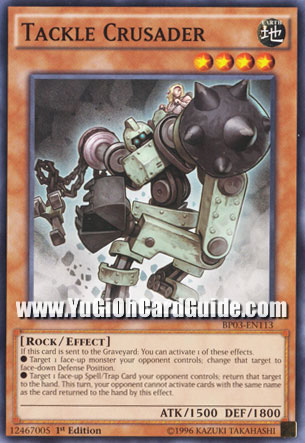 TACKLE CRUSADER
EARTH
地
www.YuGiOhCardGuide.com
BP03-EN113
[ROCK/EFFECT]
If this card is sent to the Graveyard: You can activate 1 of these effects.
● Target 1 face-up monster your opponent controls; change that target to
face-down Defense Position.
● Target 1 face-up Spell/Trap Card your opponent controls; return that target
to the hand. This turn, your opponent cannot activate cards with the same name
as the card returned to the hand by this effect.
ATK/1500 DEF/1800
12467005 1st Edition ©1996 KAZUKI TAKAHASHI